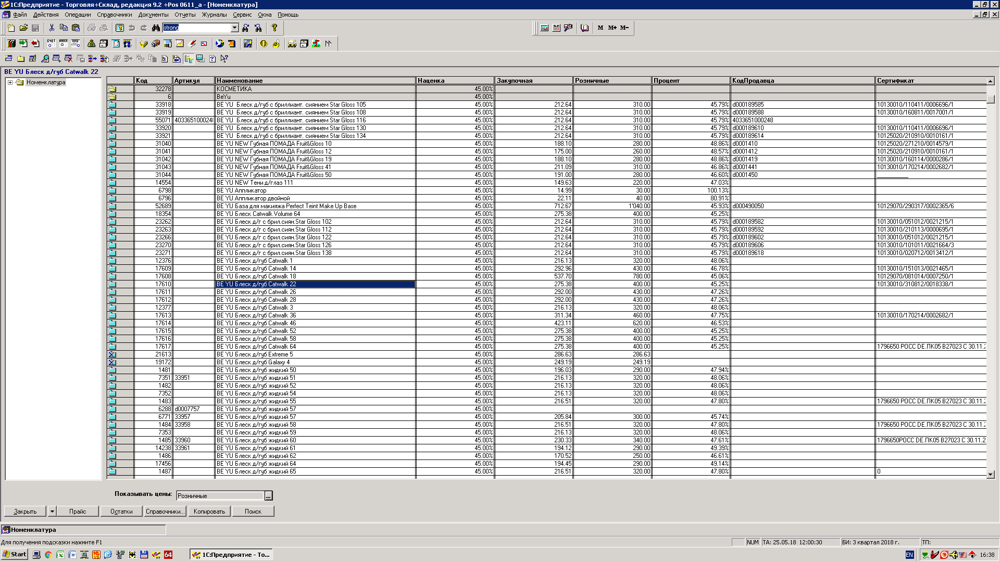 1С:Предприятие - Торговля+Склад, редакция 9.2 +Pos 0611_a - [Номенклатура]
Файл Действия Операции Справочники Документы Отчеты Журналы Сервис Окна Помощь
strong
M M+ M-
BE YU Блеск д/губ Catwalk 22
Номенклатура
Код Артикул Наименование Наценка Закупочная Розничные Процент КодПродавца Сертификат
32278 КОСМЕТИКА 45.00%
6 BeYu 45.00%
33918 BE YU Блеск д/губ с бриллиант. сиянием Star Gloss 105 45.00% 212.64 310.00 45.79% d000189585 10130010/110411/0006696/1
33919 BE YU Блеск д/губ с бриллиант. сиянием Star Gloss 108 45.00% 212.64 310.00 45.79% d000189588 10130010/160811/0017001/1
55071 4033651000248 BE YU Блеск д/губ с бриллиант. сиянием Star Gloss 116 45.00% 212.64 310.00 45.79% 4033651000248
33920 BE YU Блеск д/губ с бриллиант. сиянием Star Gloss 130 45.00% 212.64 310.00 45.79% d000189610 10130010/110411/0006696/1
33921 BE YU Блеск д/губ с бриллиант. сиянием Star Gloss 134 45.00% 212.64 310.00 45.79% d000189614 10125020/210910/0010161/1
31040 BE YU NEW Губная ПОМАДА Fruit&Gloss 10 45.00% 188.10 280.00 48.86% d0001410 10125020/271210/0014579/1
31041 BE YU NEW Губная ПОМАДА Fruit&Gloss 12 45.00% 175.00 260.00 48.57% d0001412 10125020/210910/0010161/1
31042 BE YU NEW Губная ПОМАДА Fruit&Gloss 19 45.00% 188.10 280.00 48.86% d0001419 10130010/160114/0000286/1
31043 BE YU NEW Губная ПОМАДА Fruit&Gloss 41 45.00% 211.09 310.00 46.86% d0001441 10130010/170214/0002682/1
31044 BE YU NEW Губная ПОМАДА Fruit&Gloss 50 45.00% 191.00 280.00 46.60% d0001450 __________
14554 BE YU NEW Тени д/глаз 111 45.00% 149.63 220.00 47.03%
6798 BE YU Аппликатор 45.00% 14.99 30.00 100.13%
6796 BE YU Аппликатор двойной 45.00% 22.11 40.00 80.91%
52689 BE YU База для макияжа Perfect Teint Make Up Base 45.00% 712.67 1'040.00 45.93% d000490050 10129070/290317/0002365/6
18354 BE YU Блеск Catwalk Volume 64 45.00% 275.38 400.00 45.25%
23262 BE YU Блеск д/г с брил.сиян.Star Gloss 102 45.00% 212.64 310.00 45.79% d000189582 10130010/051012/0021215/1
23263 BE YU Блеск д/г с брил.сиян.Star Gloss 112 45.00% 212.64 310.00 45.79% d000189592 10130010/210113/0000695/1
23266 BE YU Блеск д/г с брил.сиян.Star Gloss 122 45.00% 212.64 310.00 45.79% d000189602 10130010/051012/0021215/1
23270 BE YU Блеск д/г с брил.сиян.Star Gloss 126 45.00% 212.64 310.00 45.79% d000189606 10130010/101011/0021664/3
23271 BE YU Блеск д/г с брил.сиян.Star Gloss 138 45.00% 212.64 310.00 45.79% d000189618 10130010/020712/0013412/1
12376 BE YU Блеск д/губ Catwalk 1 45.00% 216.13 320.00 48.06%
17609 BE YU Блеск д/губ Catwalk 14 45.00% 292.96 430.00 46.78% 10130010/151013/0021465/1
17608 BE YU Блеск д/губ Catwalk 18 45.00% 537.70 780.00 45.06% 10129070/081014/0007250/1
17610 BE YU Блеск д/губ Catwalk 22 45.00% 275.38 400.00 45.25% 10130010/310812/0018338/1
17611 BE YU Блеск д/губ Catwalk 26 45.00% 292.00 430.00 47.26%
17612 BE YU Блеск д/губ Catwalk 28 45.00% 292.00 430.00 47.26%
12377 BE YU Блеск д/губ Catwalk 3 45.00% 216.13 320.00 48.06%
17613 BE YU Блеск д/губ Catwalk 36 45.00% 311.34 460.00 47.75% 10130010/170214/0002682/1
17614 BE YU Блеск д/губ Catwalk 46 45.00% 423.11 620.00 46.53%
17615 BE YU Блеск д/губ Catwalk 52 45.00% 275.38 400.00 45.25%
17616 BE YU Блеск д/губ Catwalk 58 45.00% 275.38 400.00 45.25%
17617 BE YU Блеск д/губ Catwalk 64 45.00% 275.38 400.00 45.25% 1796650 РОСС DE.ПК05 В27023 С 30.11.2
21613 BE YU Блеск д/губ Extreme 5 45.00% 286.63 286.63
19172 BE YU Блеск д/губ Galaxy 4 45.00% 249.19 249.19
1481 BE YU Блеск д/губ жидкий 50 45.00% 196.03 290.00 47.94%
7351 33951 BE YU Блеск д/губ жидкий 51 45.00% 216.13 320.00 48.06%
1482 BE YU Блеск д/губ жидкий 52 45.00% 216.13 320.00 48.06%
7352 BE YU Блеск д/губ жидкий 54 45.00% 216.13 320.00 48.06%
1483 BE YU Блеск д/губ жидкий 55 45.00% 216.51 320.00 47.80% 1796650 РОСС DE.ПК05 В27023 С 30.11.2
6288 d0007757 BE YU Блеск д/губ жидкий 57 45.00%
6771 33957 BE YU Блеск д/губ жидкий 57 45.00% 205.84 300.00 45.74%
1484 33958 BE YU Блеск д/губ жидкий 58 45.00% 216.51 320.00 47.80% 1796650 РОСС DE.ПК05 В27023 С 30.11.2
7353 BE YU Блеск д/губ жидкий 59 45.00% 216.13 320.00 48.06%
1485 33960 BE YU Блеск д/губ жидкий 60 45.00% 230.33 340.00 47.61% 1796650РОСС DE.ПК05 В27023 С 30.11.2
14238 33961 BE YU Блеск д/губ жидкий 61 45.00% 194.12 290.00 49.39%
1486 BE YU Блеск д/губ жидкий 62 45.00% 170.52 250.00 46.61%
17456 BE YU Блеск д/губ жидкий 64 45.00% 194.45 290.00 49.14%
1487 BE YU Блеск д/губ жидкий 65 45.00% 216.51 320.00 47.80% 0
Показывать цены: Розничные ...
Закрыть Прайс Остатки Справочники... Копировать Поиск
Номенклатура
Для получения подсказки нажмите F1 NUM ТА: 25.05.18 12:00:30 БИ: 3 квартал 2018 г. ТП:
Start 64 1С:Предприятие - То... EN 16:38